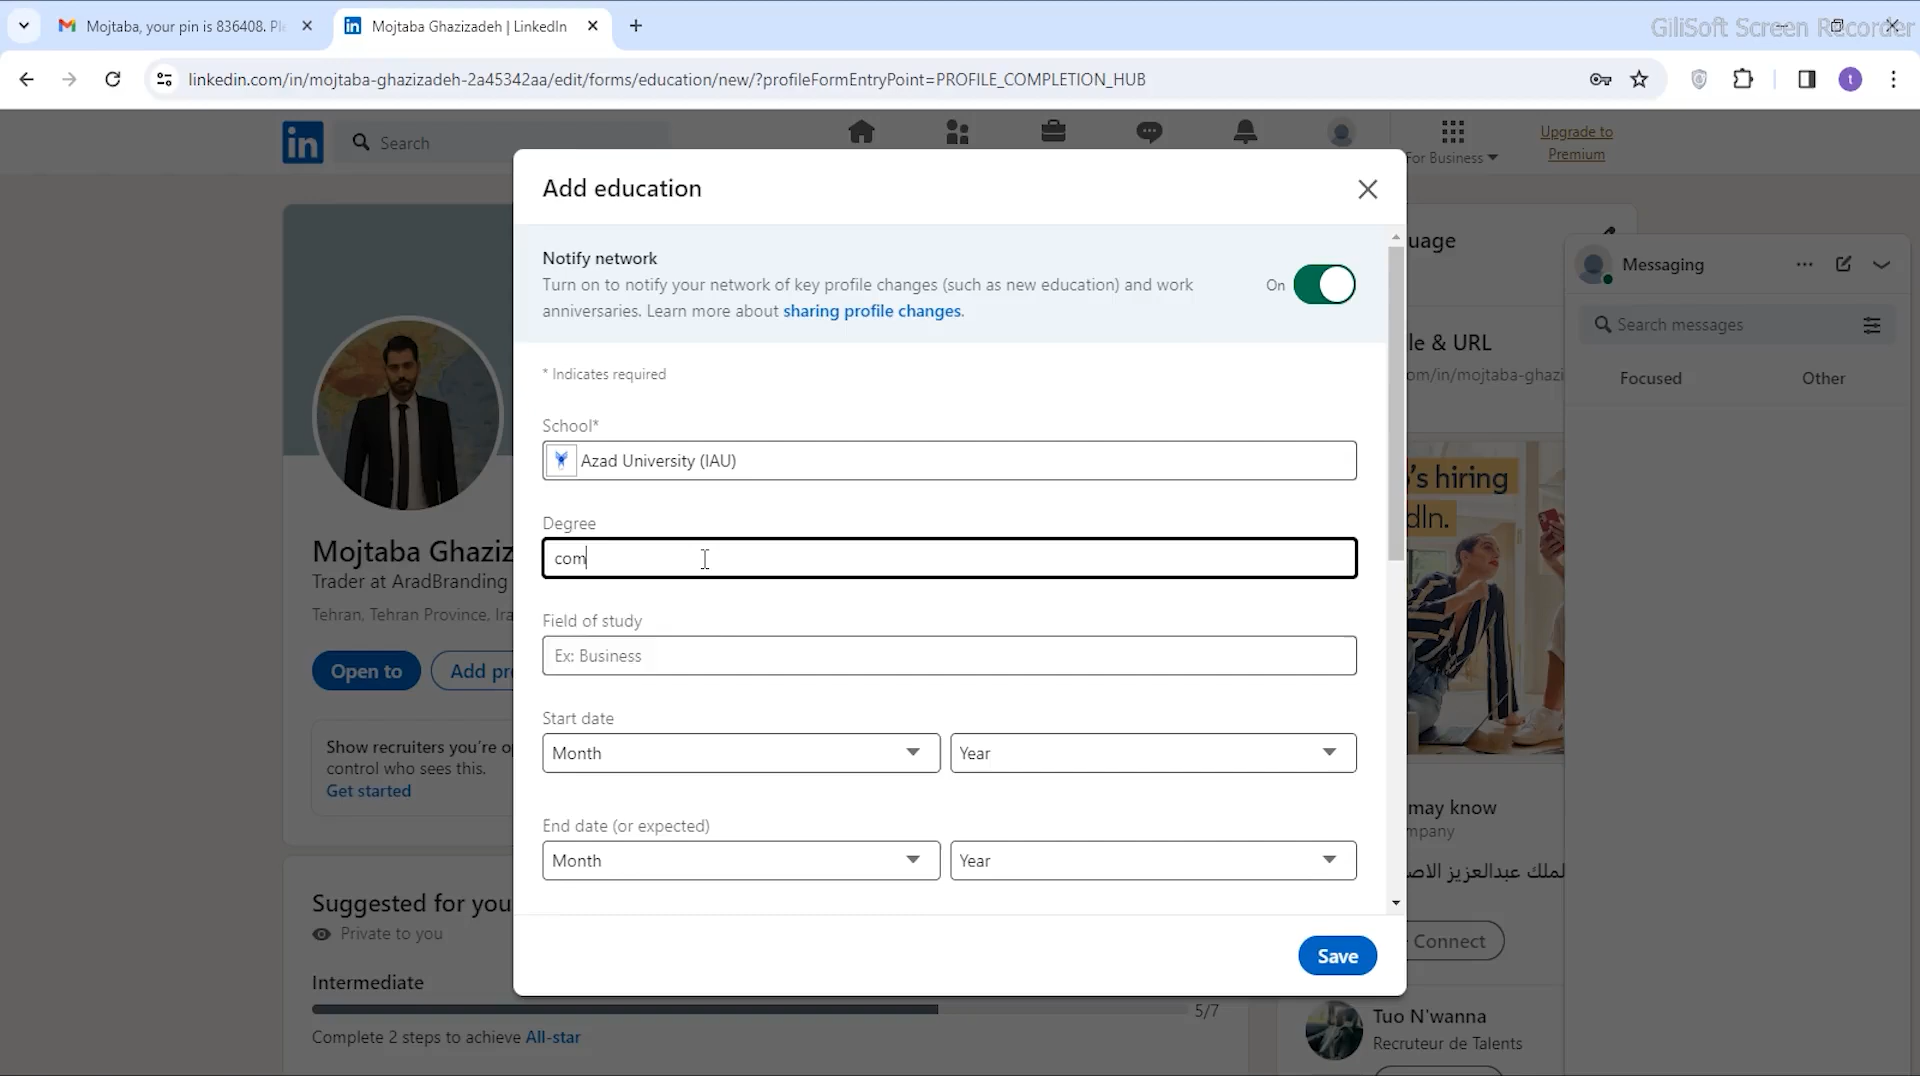 Mojtaba, your pin is 836408. Ple
Mojtaba Ghazizadeh | LinkedIn
GiliSoft Screen Recorder
linkedin.com/in/mojtaba-ghazizadeh-2a45342aa/edit/forms/education/new/?profileFormEntryPoint=PROFILE_COMPLETION_HUB
t
in
Search
For Business
Upgrade to
Premium
Add education
Notify network
Turn on to notify your network of key profile changes (such as new education) and work
anniversaries. Learn more about sharing profile changes.
On
* Indicates required
School*
Azad University (IAU)
Degree
com
Field of study
Ex: Business
Start date
Month
Year
End date (or expected)
Month
Year
Save
Mojtaba Ghaziz
Trader at AradBranding
Tehran, Tehran Province, Ira
Open to
Add pr
Show recruiters you're o
control who sees this.
Get started
Suggested for you
Private to you
Intermediate
5/7
Complete 2 steps to achieve All-star
uage
le & URL
om/in/mojtaba-ghazi
's hiring
dIn.
may know
mpany
لملك عبدالعزيز الاص
Connect
Tuo N'wanna
Recruteur de Talents
Messaging
Search messages
Focused
Other